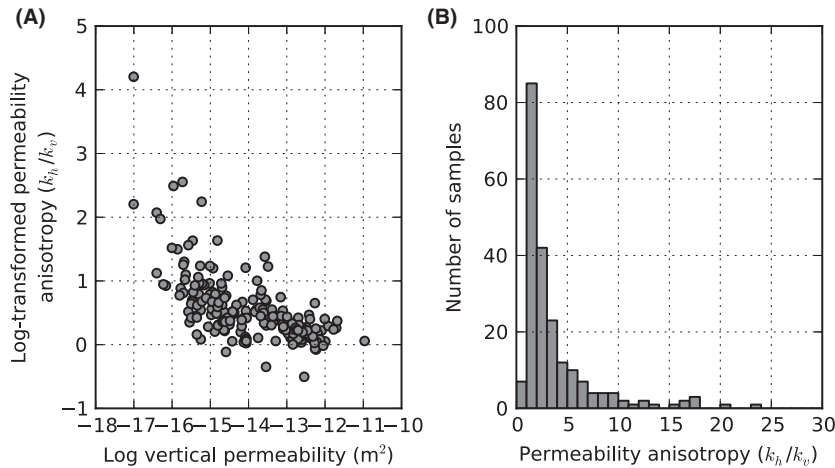 (A)
Log-transformed permeability
anisotropy (k_h/k_v)
5
4
3
2
1
0
−1
−18−17−16−15−14−13−12−11−10
Log vertical permeability (m²)
(B)
Number of samples
100
80
60
40
20
0
0 5 10 15 20 25 30
Permeability anisotropy (k_h/k_v)